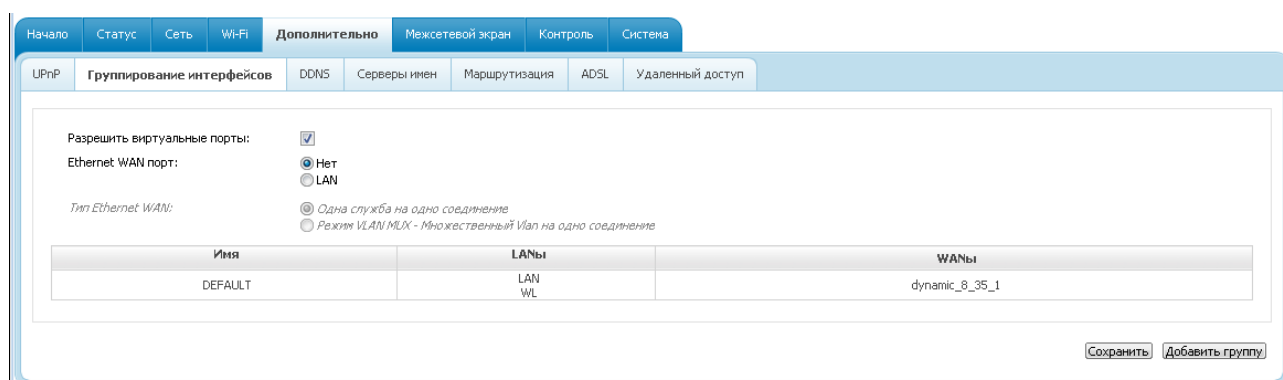 Начало Статус Сеть Wi-Fi Дополнительно Межсетевой экран Контроль Система
UPnP Группирование интерфейсов DDNS Серверы имен Маршрутизация ADSL Удаленный доступ
Разрешить виртуальные порты:
Ethernet WAN порт: Нет
LAN
Тип Ethernet WAN: Одна служба на одно соединение
Режим VLAN MUX - Множественный Vlan на одно соединение
Имя LANы WANы
DEFAULT LAN dynamic_8_35_1
WL
Сохранить Добавить группу